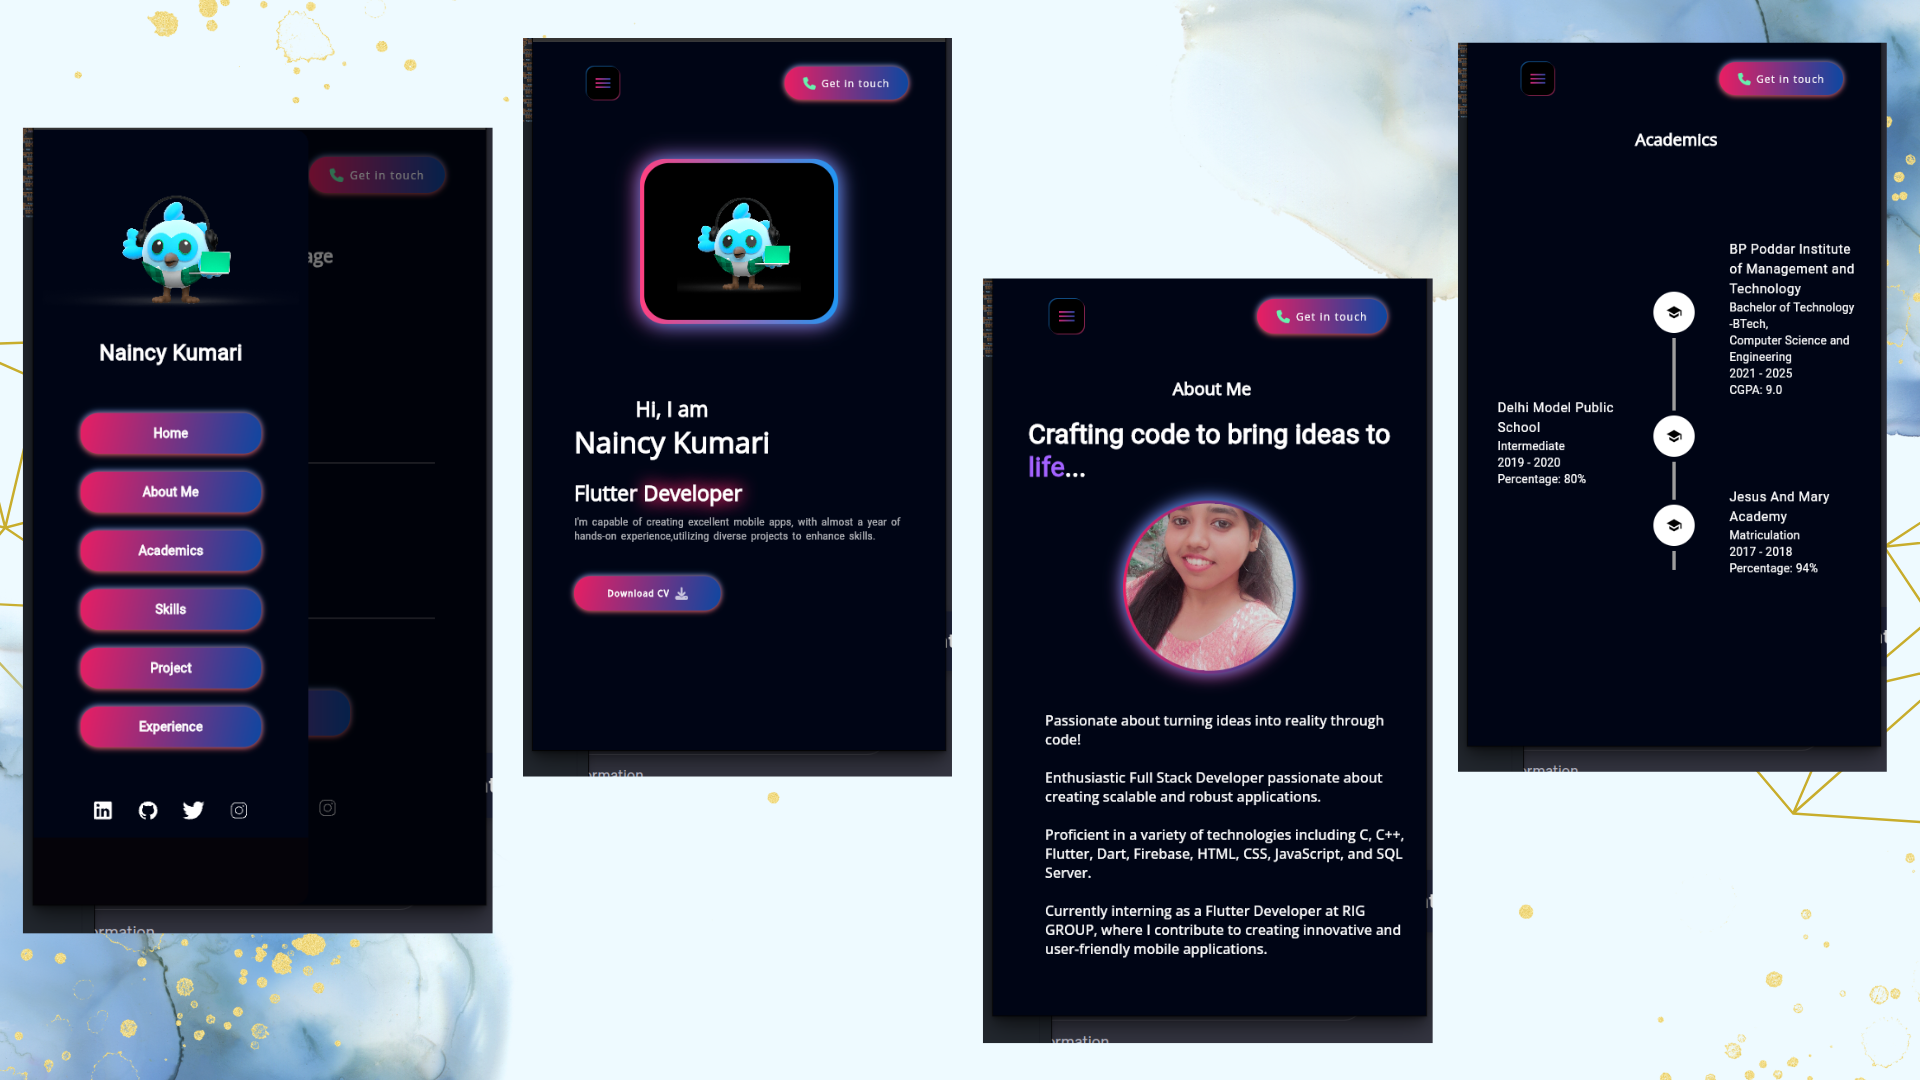 Get in touch
age
Naincy Kumari
Home
About Me
Academics
Skills
Project
Experience
rmation
Get in touch
Hi, I am
Naincy Kumari
Flutter Developer
I'm capable of creating excellent mobile apps, with almost a year of
hands-on experience,utilizing diverse projects to enhance skills.
Download CV
rmation
Get in touch
About Me
Crafting code to bring ideas to
life...
Passionate about turning ideas into reality through
code!
Enthusiastic Full Stack Developer passionate about
creating scalable and robust applications.
Proficient in a variety of technologies including C, C++,
Flutter, Dart, Firebase, HTML, CSS, JavaScript, and SQL
Server.
Currently interning as a Flutter Developer at RIG
GROUP, where I contribute to creating innovative and
user-friendly mobile applications.
rmation
Get in touch
Academics
BP Poddar Institute
of Management and
Technology
Bachelor of Technology
-BTech,
Computer Science and
Engineering
2021 - 2025
CGPA: 9.0
Delhi Model Public
School
Intermediate
2019 - 2020
Percentage: 80%
Jesus And Mary
Academy
Matriculation
2017 - 2018
Percentage: 94%
rmation